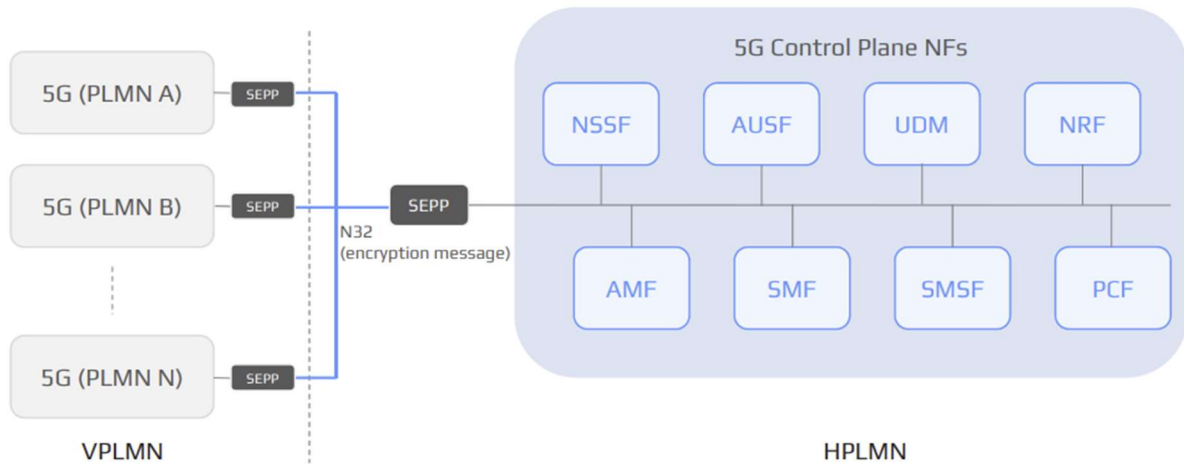 5G Control Plane NFs
5G (PLMN A)
SEPP
NSSF
AUSF
UDM
NRF
5G (PLMN B)
SEPP
SEPP
N32
(encryption message)
AMF
SMF
SMSF
PCF
5G (PLMN N)
SEPP
VPLMN
HPLMN